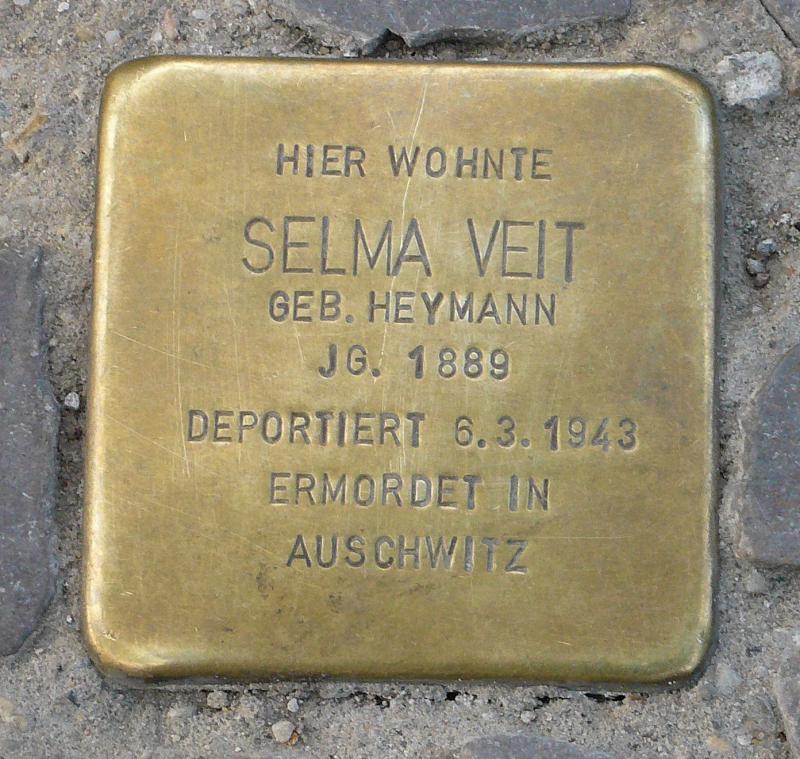 HIER WOHNTE
SELMA VEIT
GEB. HEYMANN
JG. 1889
DEPORTIERT 6.3.1943
ERMORDET IN
AUSCHWITZ